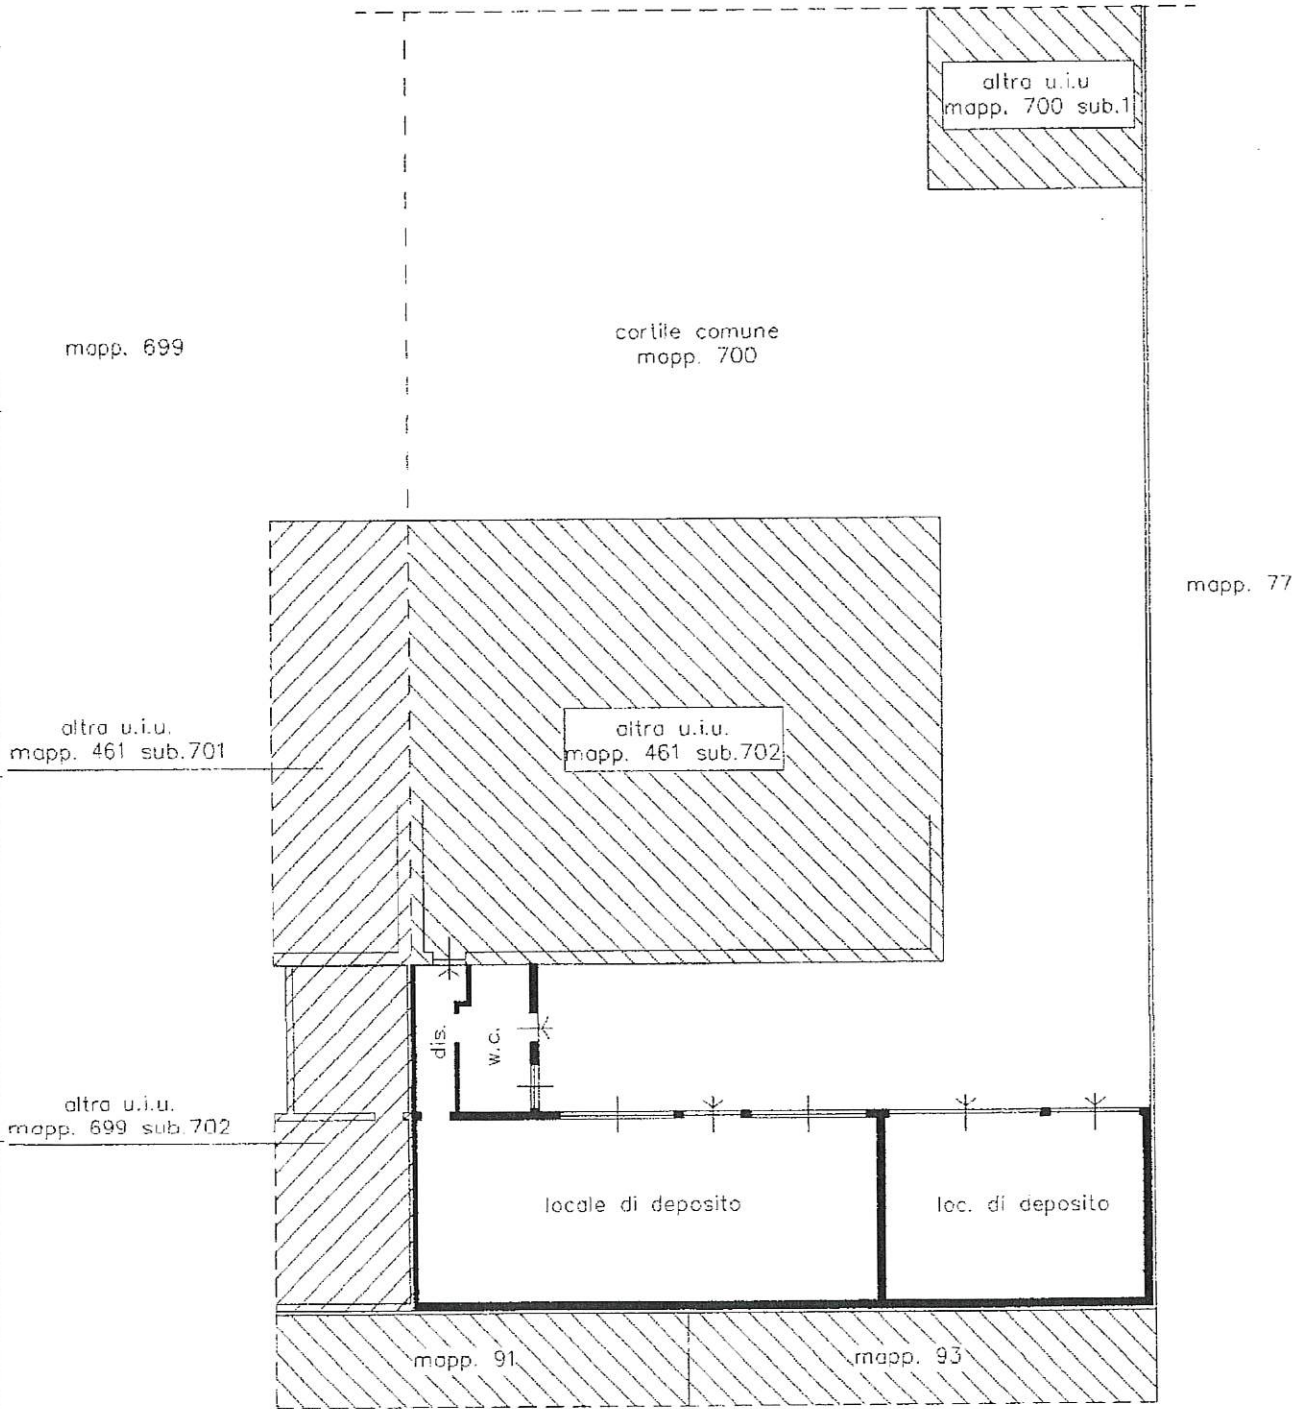 altra u.i.u
mapp. 700 sub.1
cortile comune
mapp. 700
mapp. 699
mapp. 77
altra u.i.u.
mapp. 461 sub.701
altra u.i.u.
mapp. 461 sub.702
dis.
w.c.
altra u.i.u.
mapp. 699 sub.702
locale di deposito
loc. di deposito
mapp. 91
mapp. 93